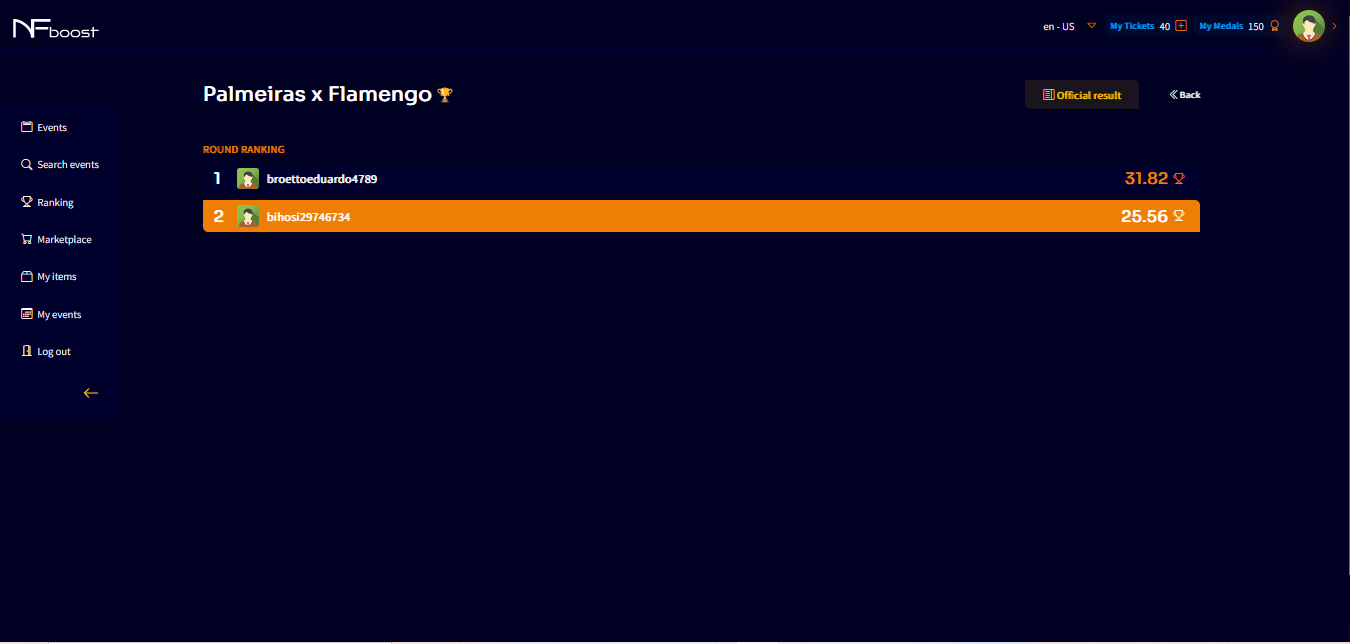 NFboost
en - US My Tickets 40 My Medals 150
Palmeiras x Flamengo
Official result
Back
Events
Search events
Ranking
Marketplace
My items
My events
Log out
ROUND RANKING
1 broettoeduardo4789 31.82
2 bihosi29746734 25.56